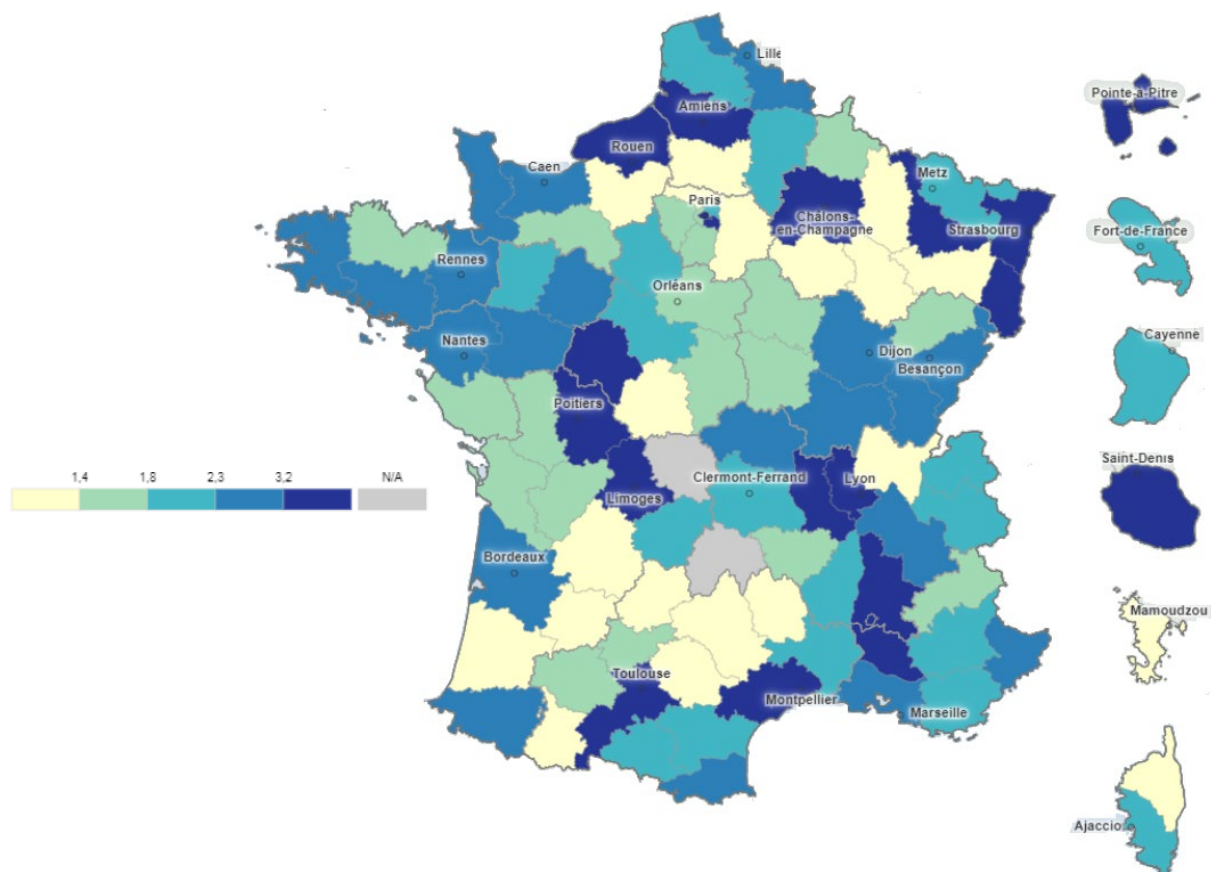 Lille
Pointe-à-Pitre
Amiens
Rouen
Caen
Metz
Paris
Châlons-
en-Champagne
Strasbourg
Fort-de-France
Rennes
Orléans
Cayenne
Nantes
Dijon
Besançon
Poitiers
Saint-Denis
1,4 1,8 2,3 3,2 N/A
Clermont-Ferrand
Lyon
Limoges
Bordeaux
Mamoudzou
Toulouse
Montpellier
Marseille
Ajaccio